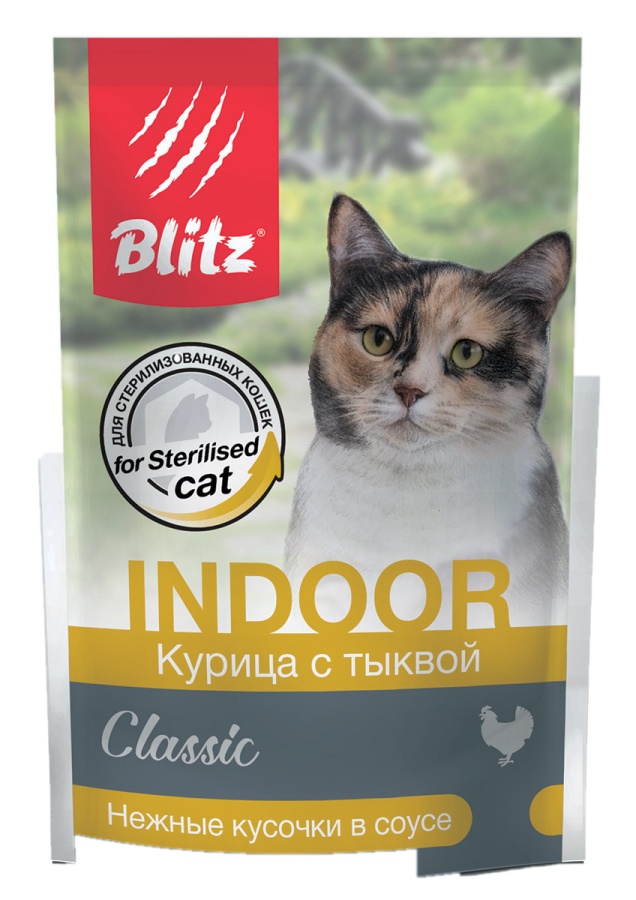 Blitz®
ДЛЯ СТЕРИЛИЗОВАННЫХ КОШЕК
for Sterilised
cat
INDOOR
Курица с тыквой
Classic
Нежные кусочки в соусе